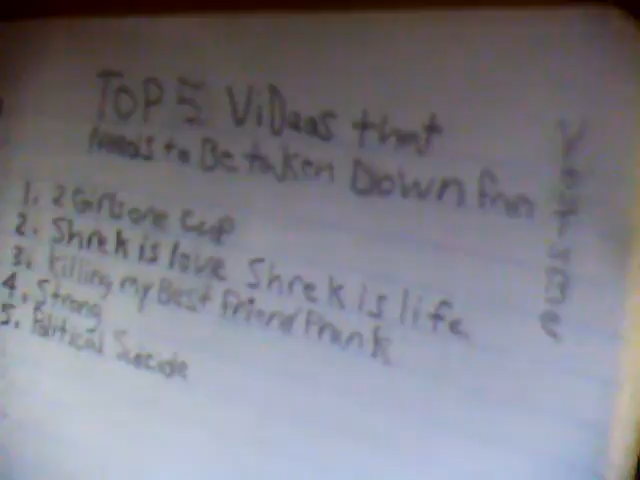 TOP 5 ViDeos that
needs to Be taken Down from
Youtube
1. 2 Girls one cup
2. Shrek is love Shrek is life
3. Killing my Best Friend Prank
4. Strong
5. Political Suicide